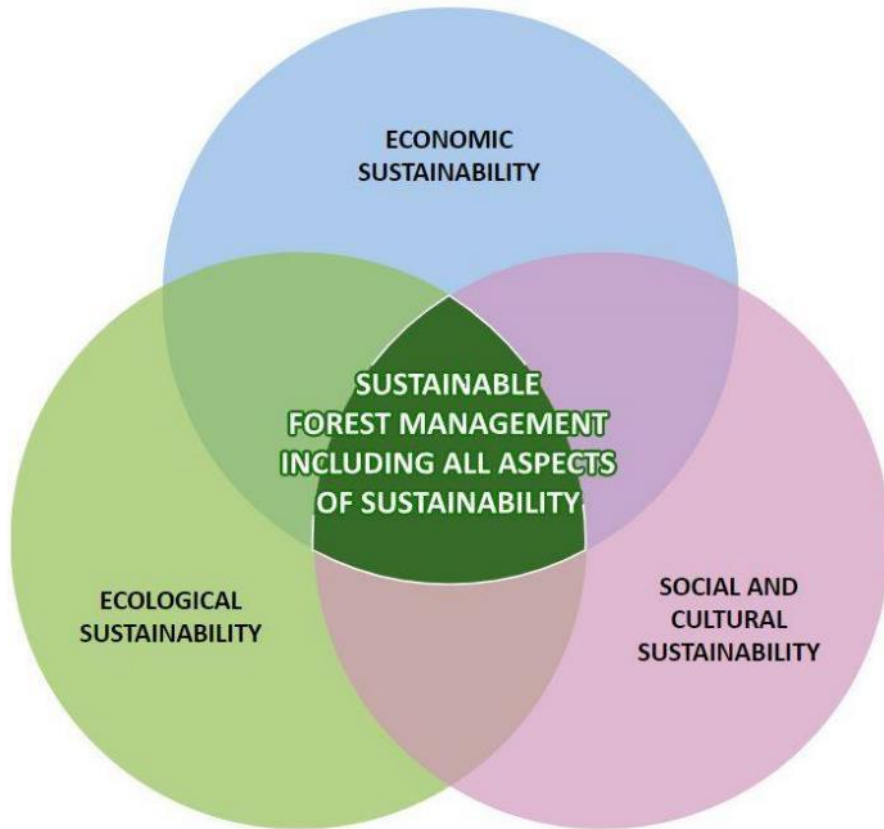 ECONOMIC
SUSTAINABILITY
SUSTAINABLE
FOREST MANAGEMENT
INCLUDING ALL ASPECTS
OF SUSTAINABILITY
ECOLOGICAL
SUSTAINABILITY
SOCIAL AND
CULTURAL
SUSTAINABILITY